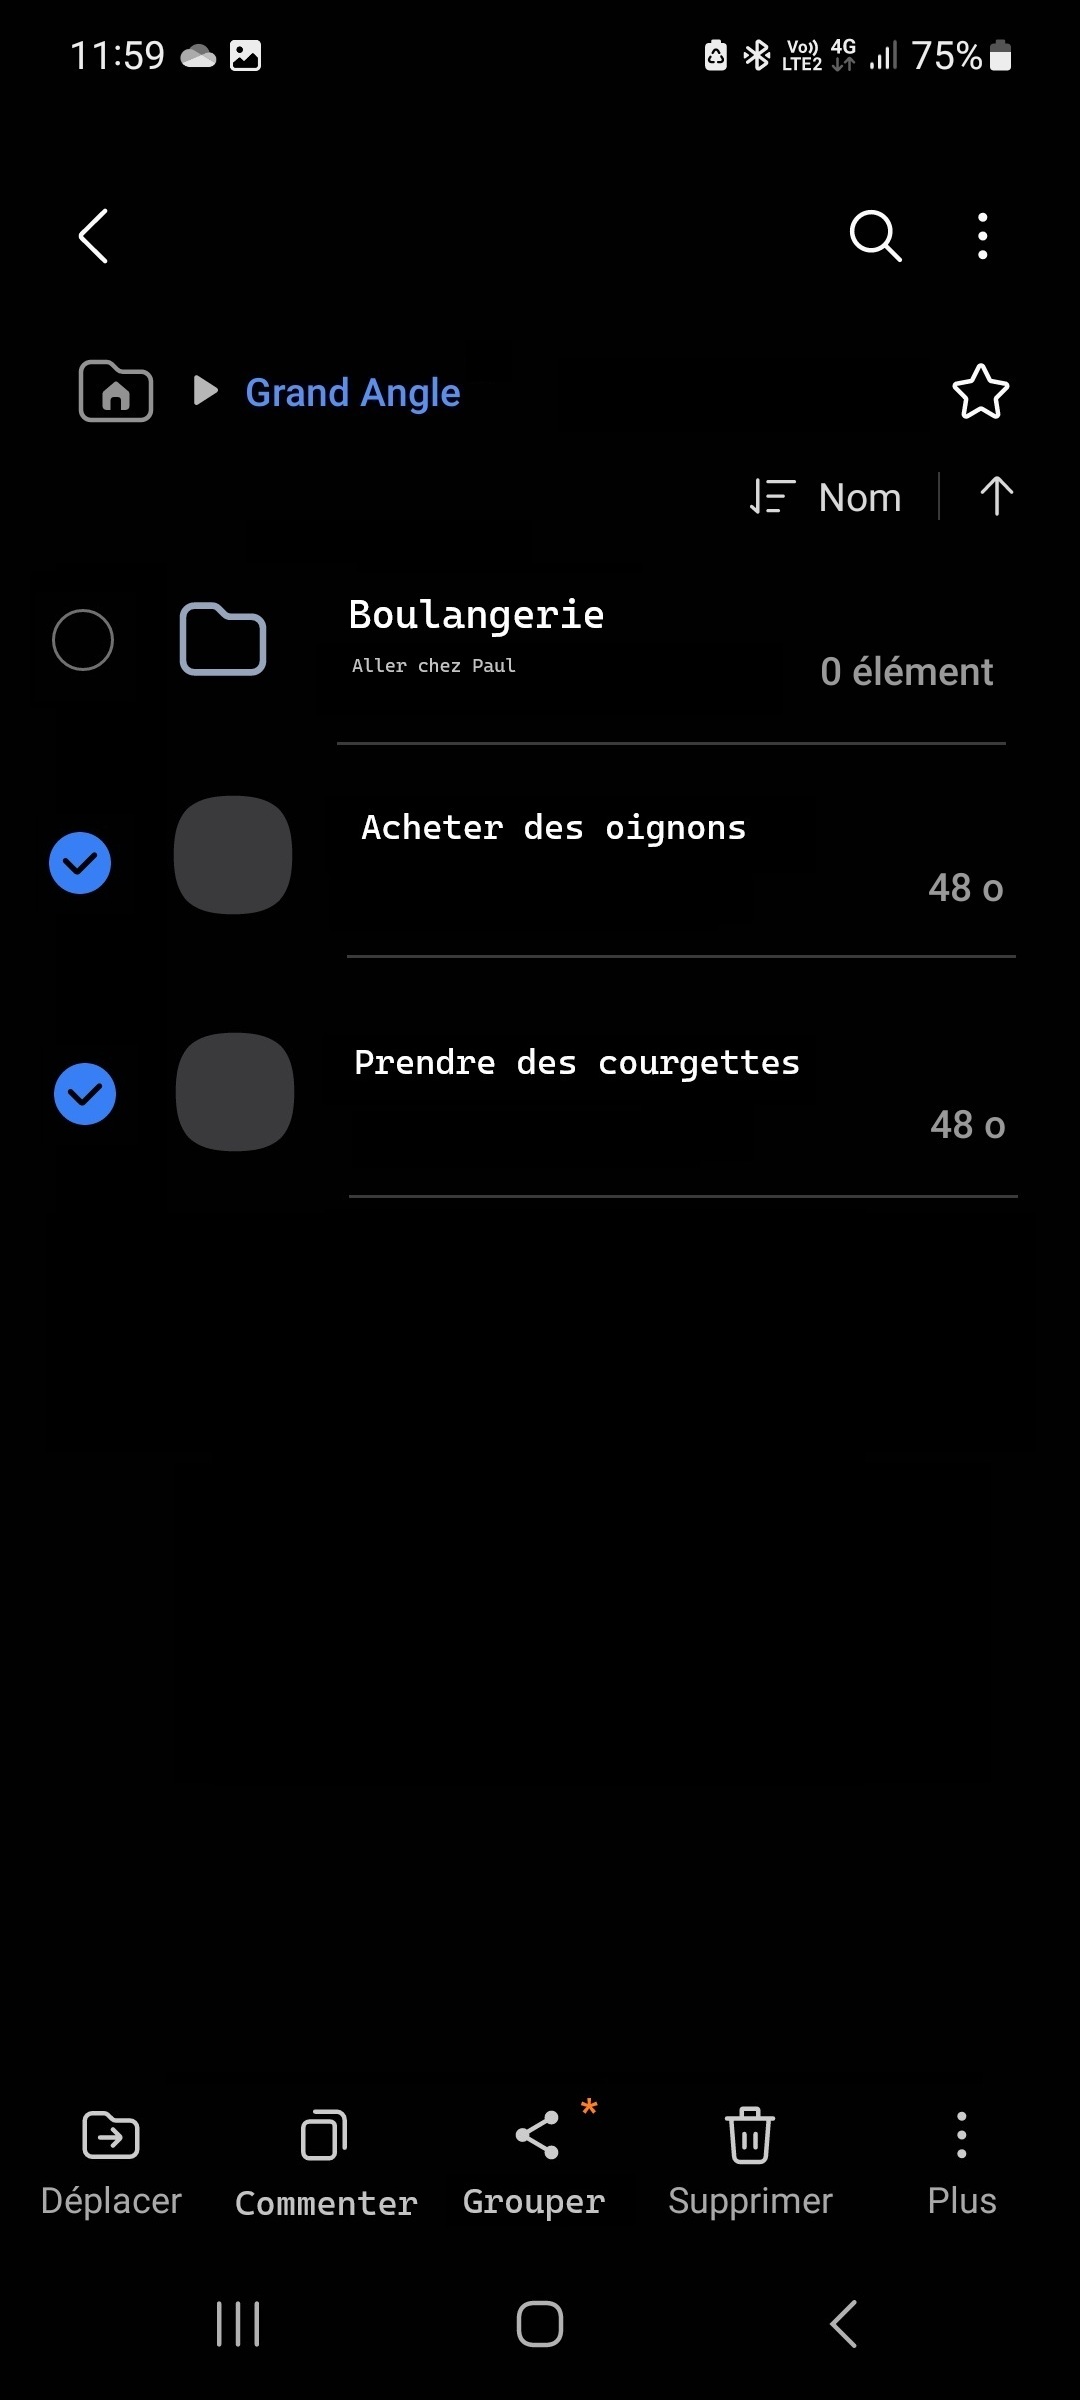 11:59 Vo)) LTE2 4G 75%
Grand Angle
Nom
Boulangerie
Aller chez Paul
0 élément
Acheter des oignons
48 o
Prendre des courgettes
48 o
*
Déplacer Commenter Grouper Supprimer Plus